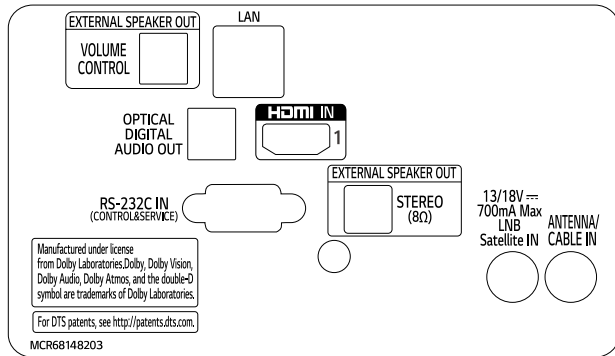 EXTERNAL SPEAKER OUT
VOLUME
CONTROL
LAN
OPTICAL
DIGITAL
AUDIO OUT
HDMI IN
1
EXTERNAL SPEAKER OUT
STEREO
(8Ω)
RS-232C IN
(CONTROL&SERVICE)
13/18V ⎓
700mA Max
LNB
Satellite IN
ANTENNA/
CABLE IN
Manufactured under license
from Dolby Laboratories.Dolby, Dolby Vision,
Dolby Audio, Dolby Atmos, and the double-D
symbol are trademarks of Dolby Laboratories.
For DTS patents, see http://patents.dts.com.
MCR68148203